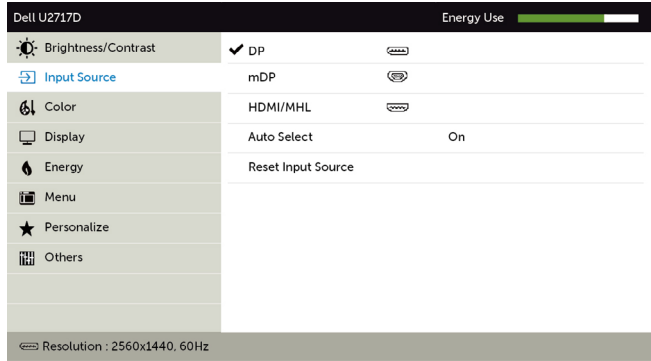 Dell U2717D Energy Use
Brightness/Contrast
Input Source
Color
Display
Energy
Menu
Personalize
Others
DP
mDP
HDMI/MHL
Auto Select On
Reset Input Source
Resolution : 2560x1440, 60Hz